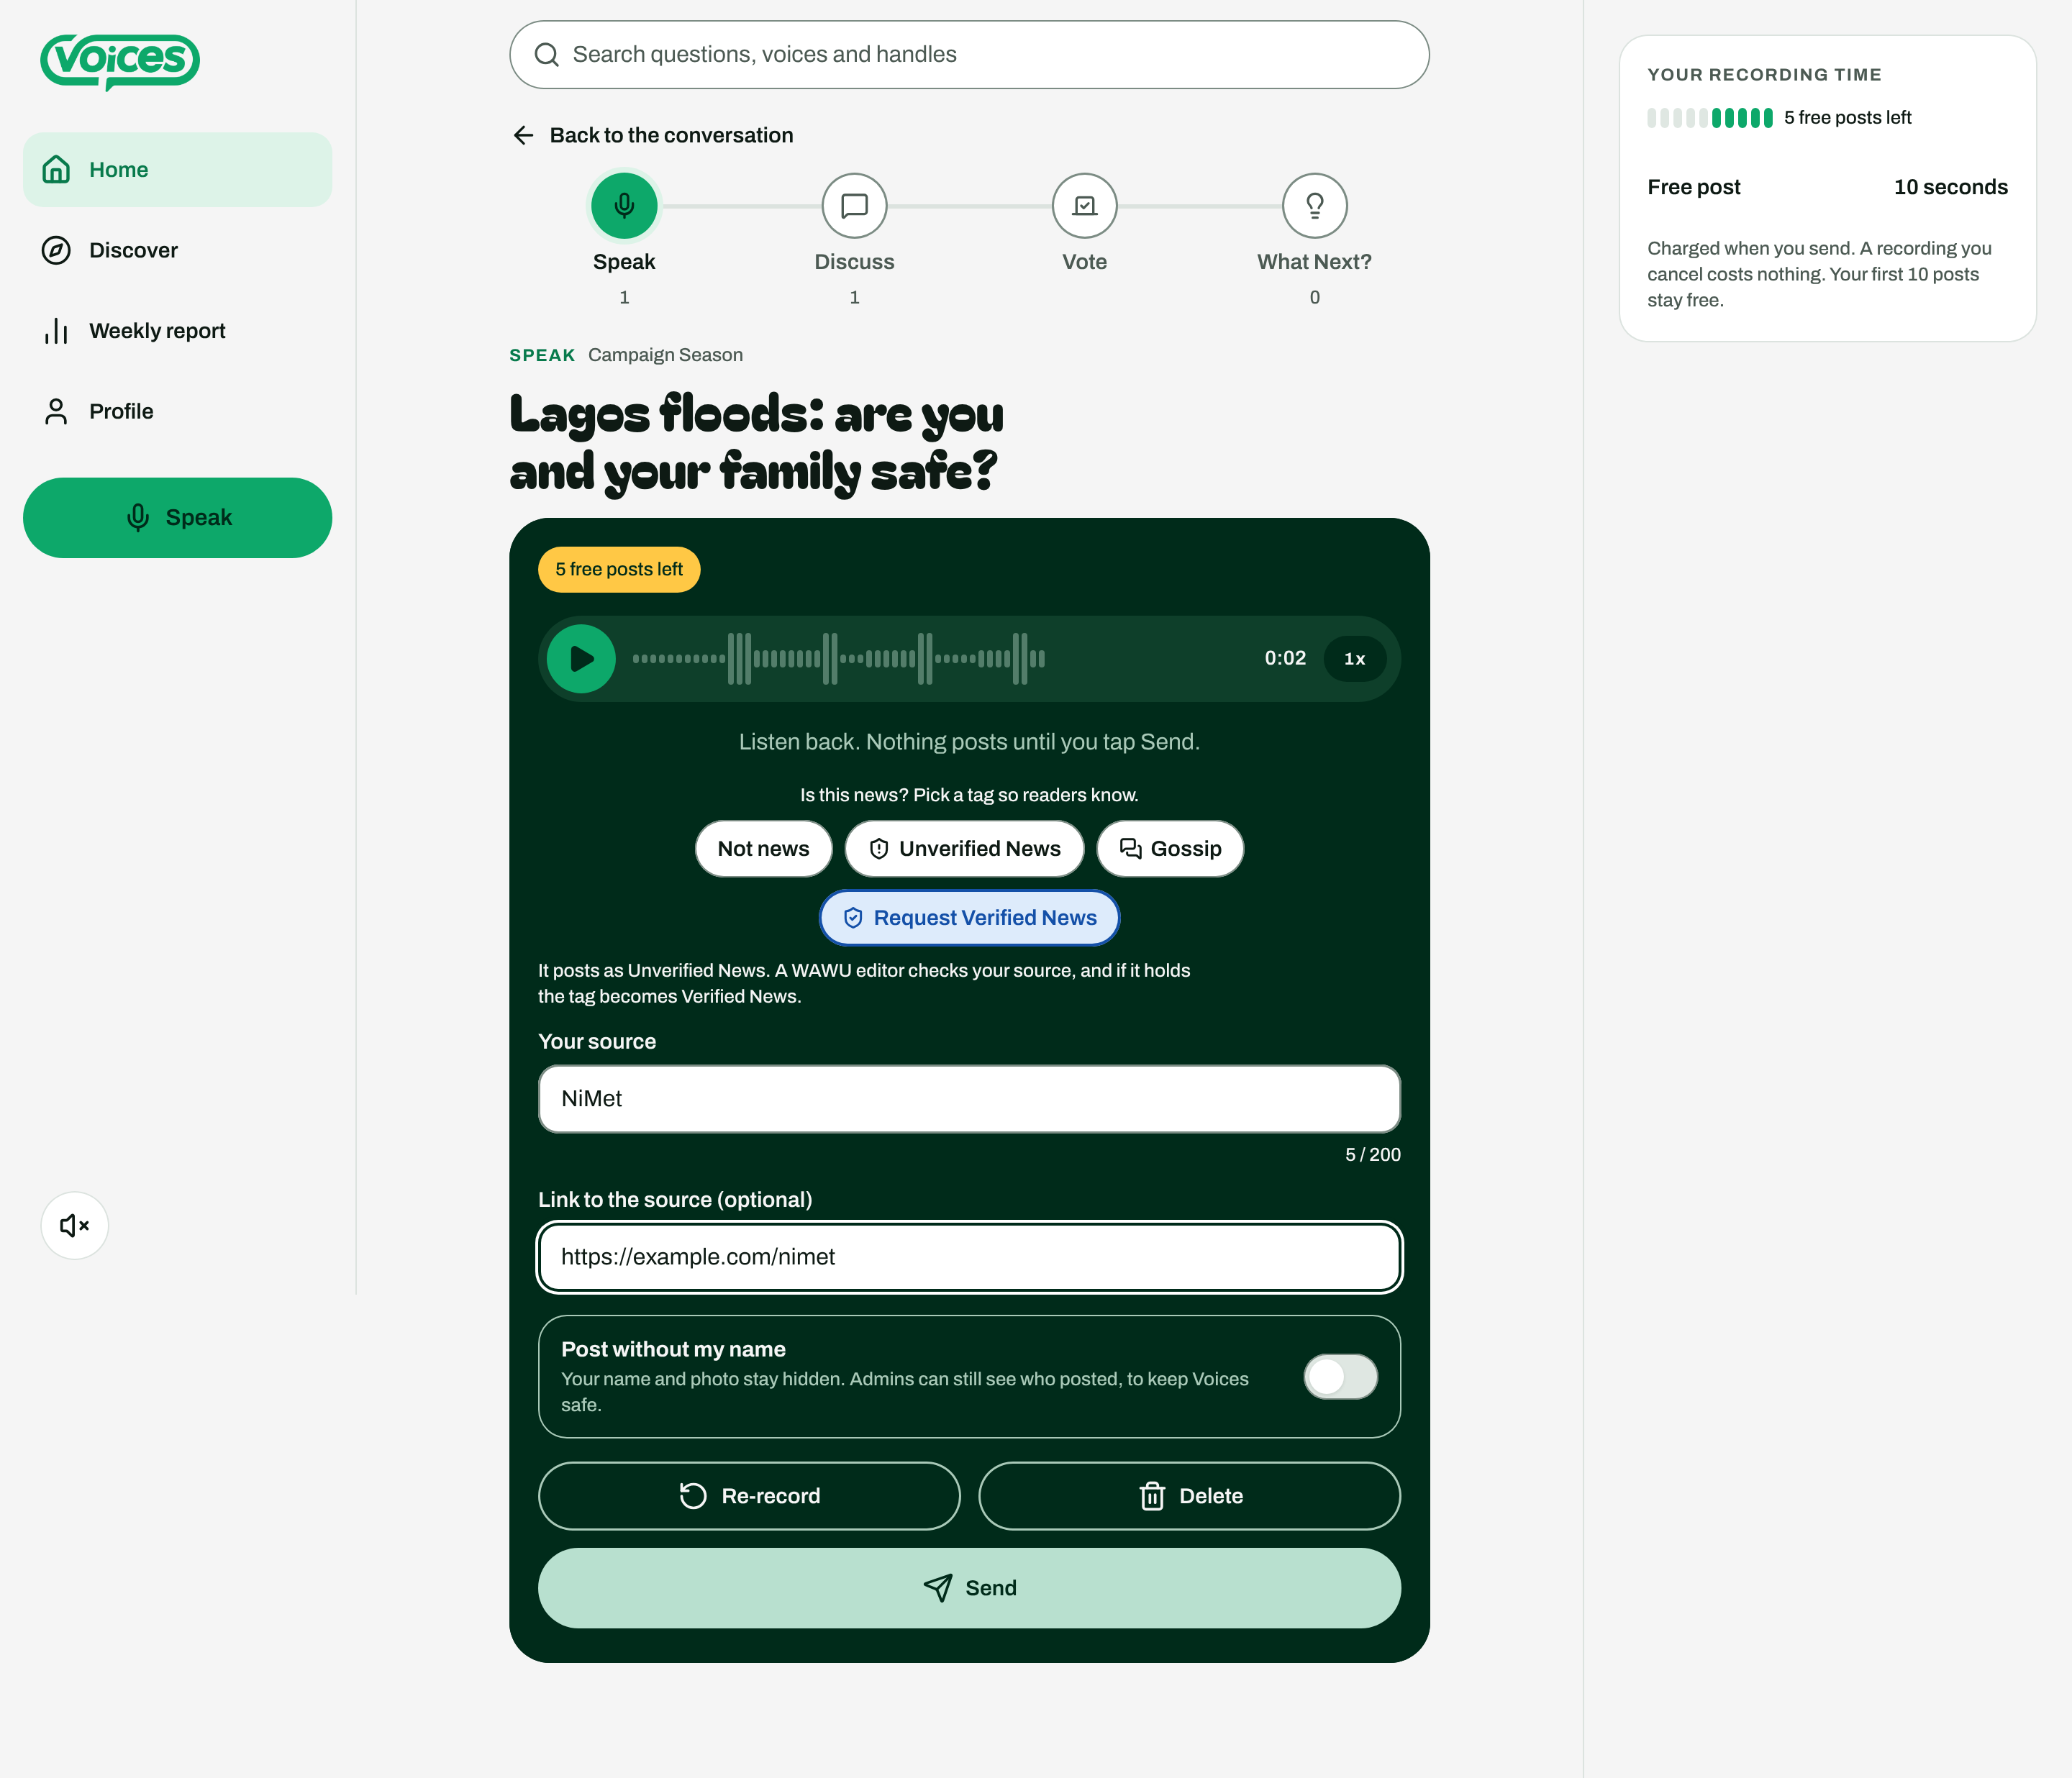 voices
Home
Discover
Weekly report
Profile
Speak
Search questions, voices and handles
Back to the conversation
Speak
1
Discuss
1
Vote
What Next?
0
SPEAK Campaign Season
Lagos floods: are you
and your family safe?
5 free posts left
0:02
1x
Listen back. Nothing posts until you tap Send.
Is this news? Pick a tag so readers know.
Not news
Unverified News
Gossip
Request Verified News
It posts as Unverified News. A WAWU editor checks your source, and if it holds
the tag becomes Verified News.
Your source
NiMet
5 / 200
Link to the source (optional)
https://example.com/nimet
Post without my name
Your name and photo stay hidden. Admins can still see who posted, to keep Voices
safe.
Re-record
Delete
Send
YOUR RECORDING TIME
5 free posts left
Free post 10 seconds
Charged when you send. A recording you
cancel costs nothing. Your first 10 posts
stay free.